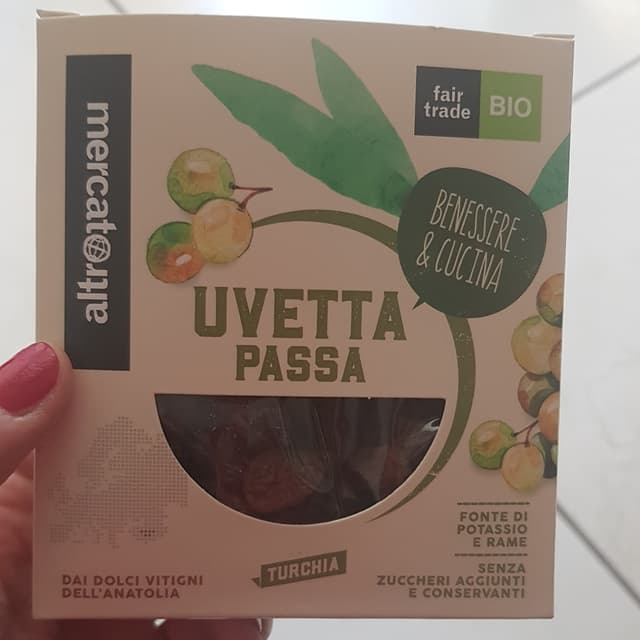 altromercato
fair
trade
BIO
BENESSERE
& CUCINA
UVETTA
PASSA
FONTE DI
POTASSIO
E RAME
SENZA
ZUCCHERI AGGIUNTI
E CONSERVANTI
TURCHIA
DAI DOLCI VITIGNI
DELL'ANATOLIA